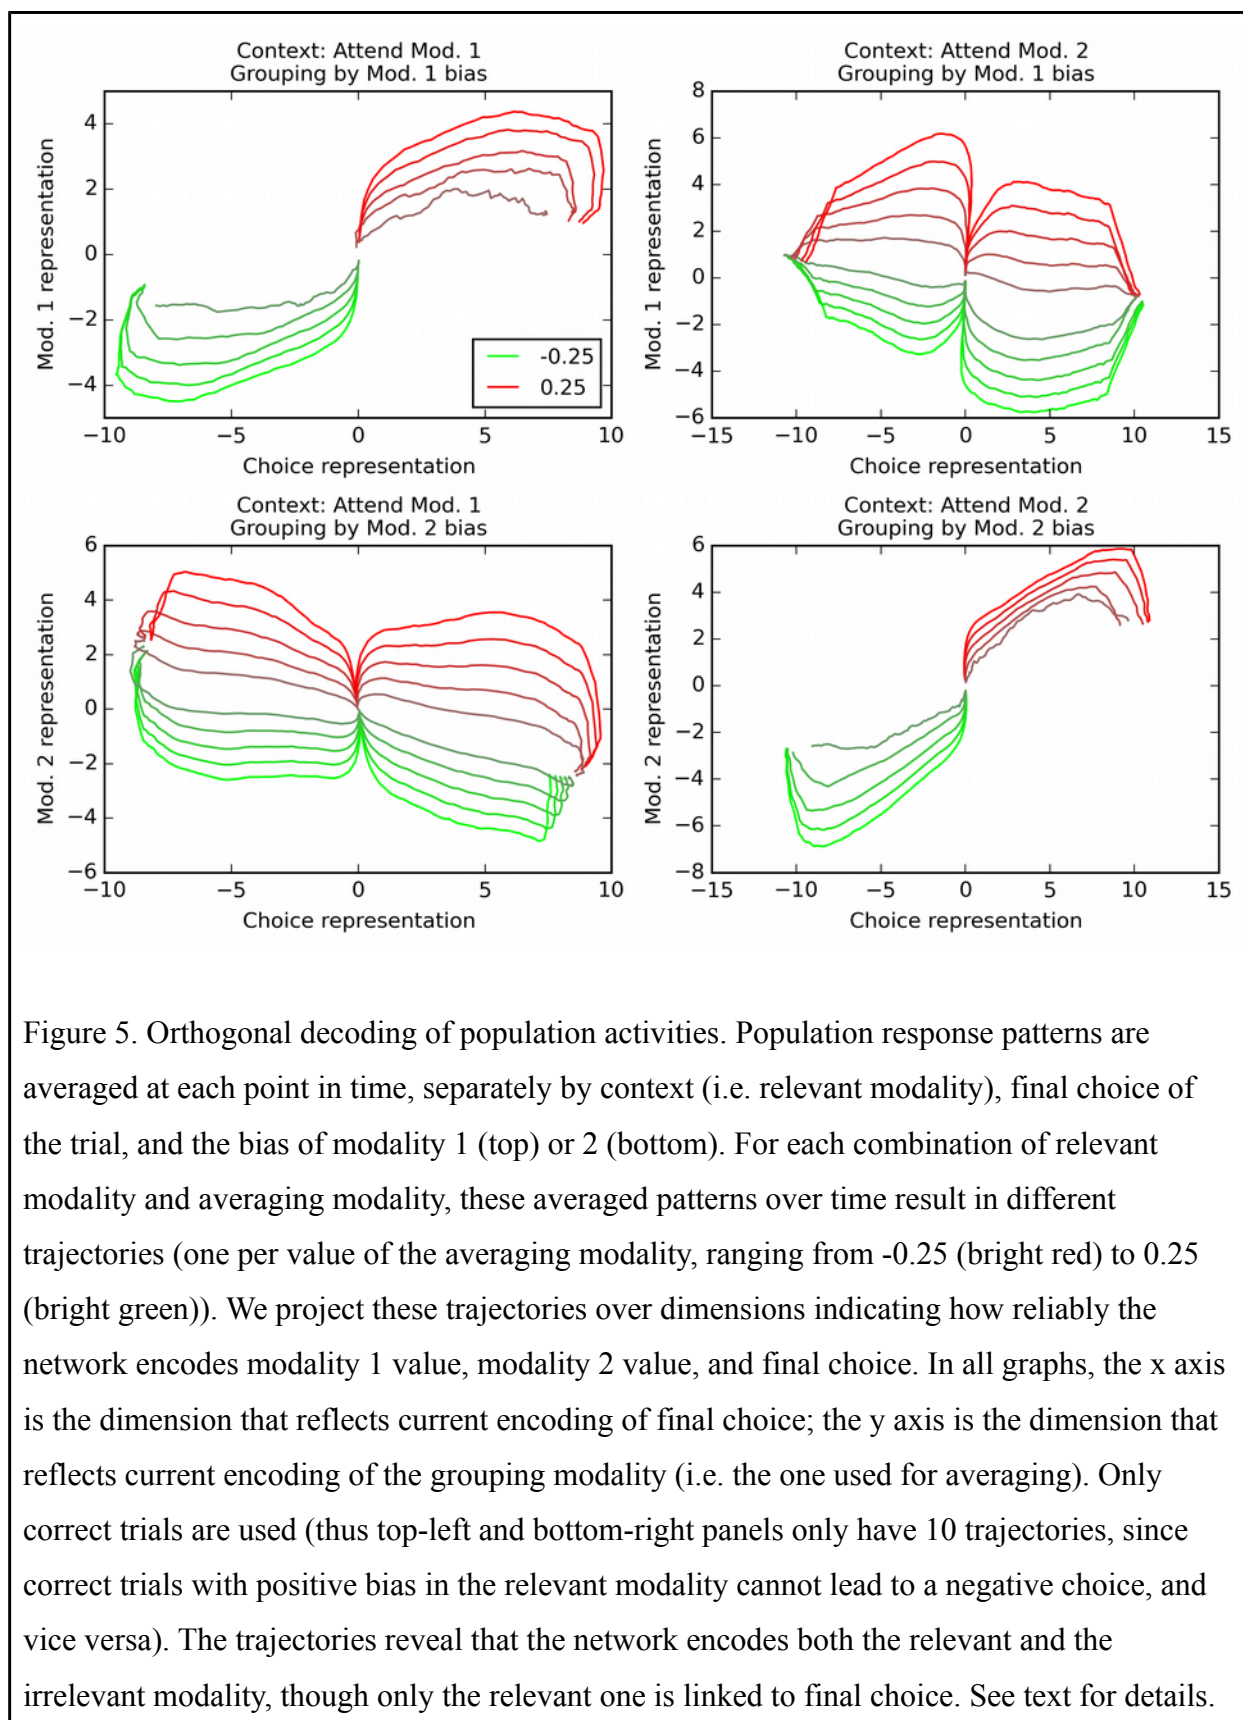 Context: Attend Mod. 1
Grouping by Mod. 1 bias
4
2
0
−2
−4
Mod. 1 representation
−0.25
0.25
−10 −5 0 5 10
Choice representation
Context: Attend Mod. 2
Grouping by Mod. 1 bias
8
6
4
2
0
−2
−4
−6
Mod. 1 representation
−15 −10 −5 0 5 10 15
Choice representation
Context: Attend Mod. 1
Grouping by Mod. 2 bias
6
4
2
0
−2
−4
−6
Mod. 2 representation
−10 −5 0 5 10
Choice representation
Context: Attend Mod. 2
Grouping by Mod. 2 bias
6
4
2
0
−2
−4
−6
−8
Mod. 2 representation
−15 −10 −5 0 5 10 15
Choice representation
Figure 5. Orthogonal decoding of population activities. Population response patterns are
averaged at each point in time, separately by context (i.e. relevant modality), final choice of
the trial, and the bias of modality 1 (top) or 2 (bottom). For each combination of relevant
modality and averaging modality, these averaged patterns over time result in different
trajectories (one per value of the averaging modality, ranging from -0.25 (bright red) to 0.25
(bright green)). We project these trajectories over dimensions indicating how reliably the
network encodes modality 1 value, modality 2 value, and final choice. In all graphs, the x axis
is the dimension that reflects current encoding of final choice; the y axis is the dimension that
reflects current encoding of the grouping modality (i.e. the one used for averaging). Only
correct trials are used (thus top-left and bottom-right panels only have 10 trajectories, since
correct trials with positive bias in the relevant modality cannot lead to a negative choice, and
vice versa). The trajectories reveal that the network encodes both the relevant and the
irrelevant modality, though only the relevant one is linked to final choice. See text for details.